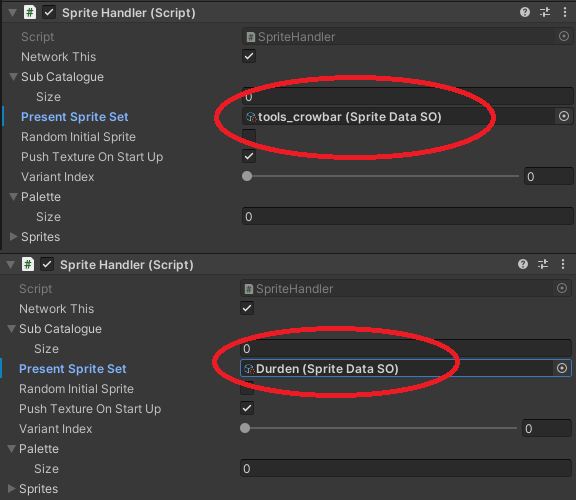 Sprite Handler (Script)
Script SpriteHandler
Network This
Sub Catalogue
Size 0
Present Sprite Set tools_crowbar (Sprite Data SO)
Random Initial Sprite
Push Texture On Start Up
Variant Index 0
Palette
Size 0
Sprites
Sprite Handler (Script)
Script SpriteHandler
Network This
Sub Catalogue
Size 0
Present Sprite Set Durden (Sprite Data SO)
Random Initial Sprite
Push Texture On Start Up
Variant Index 0
Palette
Size 0
Sprites